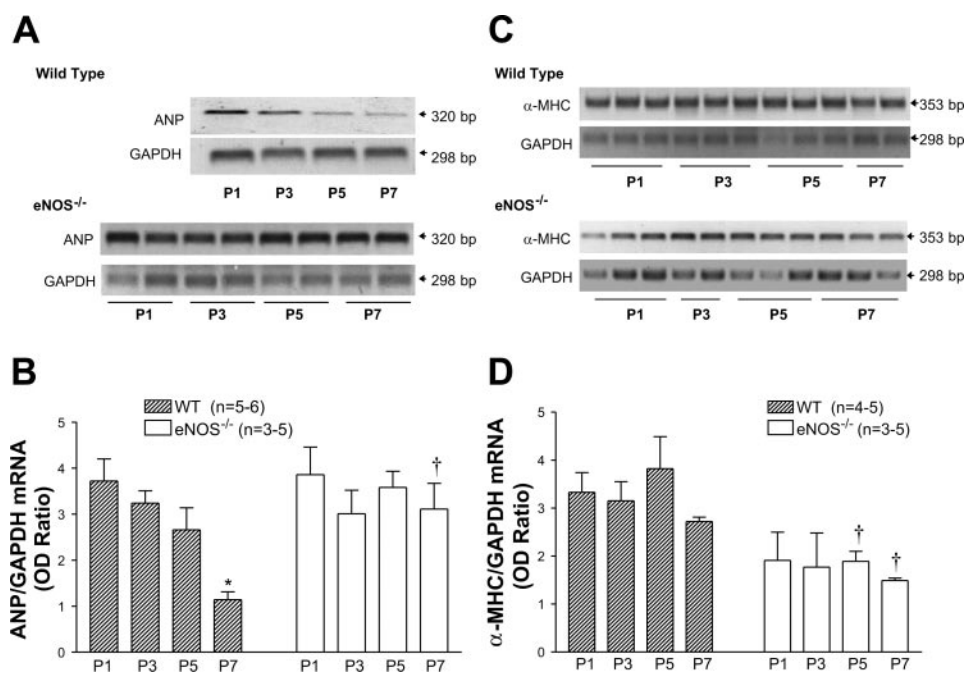 A
Wild Type
ANP
320 bp
GAPDH
298 bp
P1 P3 P5 P7
eNOS-/-
ANP
320 bp
GAPDH
298 bp
P1 P3 P5 P7
C
Wild Type
α-MHC
353 bp
GAPDH
298 bp
P1 P3 P5 P7
eNOS-/-
α-MHC
353 bp
GAPDH
298 bp
P1 P3 P5 P7
B
WT (n=5-6)
eNOS-/- (n=3-5)
ANP/GAPDH mRNA
(OD Ratio)
5
4
3
2
1
0
*
†
P1 P3 P5 P7 P1 P3 P5 P7
D
WT (n=4-5)
eNOS-/- (n=3-5)
α-MHC/GAPDH mRNA
(OD Ratio)
5
4
3
2
1
0
† †
P1 P3 P5 P7 P1 P3 P5 P7